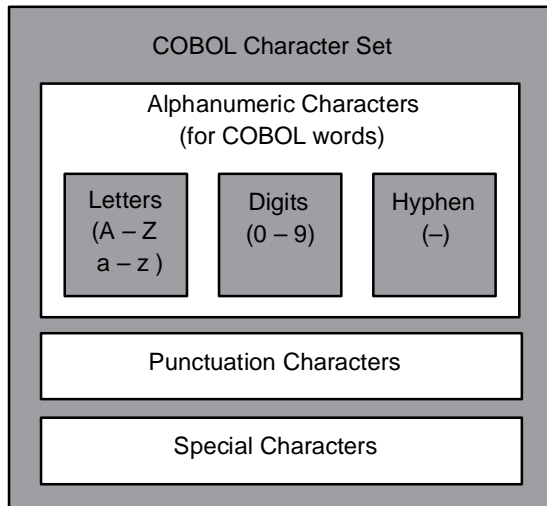 COBOL Character Set
Alphanumeric Characters
(for COBOL words)
Letters
(A – Z
a – z )
Digits
(0 – 9)
Hyphen
(–)
Punctuation Characters
Special Characters